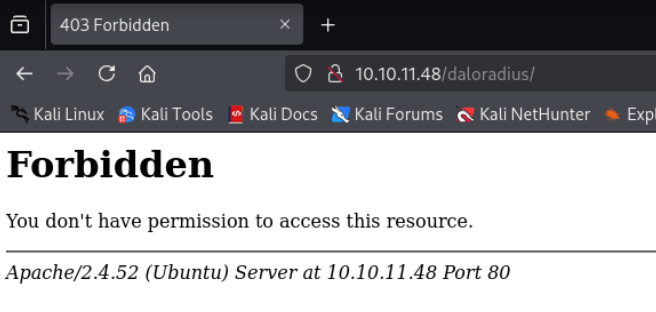 403 Forbidden
10.10.11.48/daloradius/
Kali Linux Kali Tools Kali Docs Kali Forums Kali NetHunter Expl
Forbidden
You don't have permission to access this resource.
Apache/2.4.52 (Ubuntu) Server at 10.10.11.48 Port 80